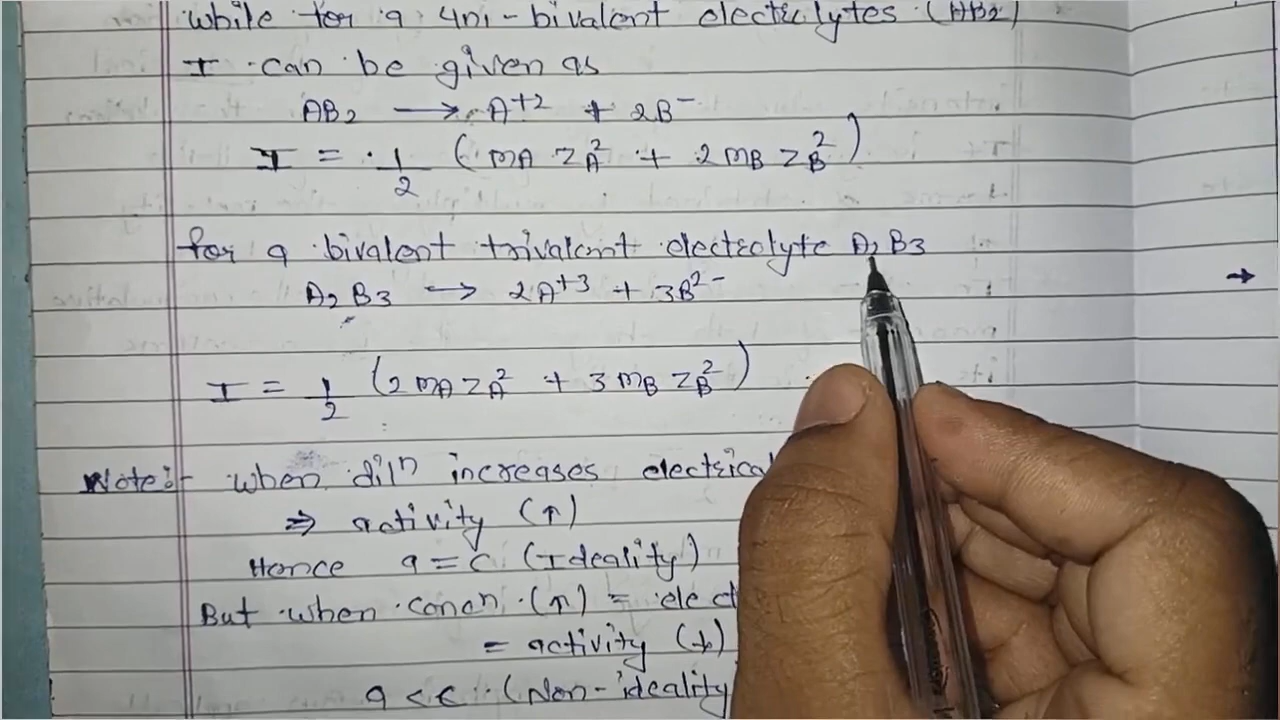 while for a uni-bivalent electrolytes (AB2)
I can be given as
AB₂ → A⁺² + 2B⁻
I = 1/2 (mA zA² + 2 mB zB²)
for a bivalent trivalent electrolyte A₂B3
A₂B3 → 2A⁺³ + 3B²⁻
I = 1/2 (2 mA zA² + 3 mB zB²)
Note:- when dilⁿ increases electrical
⇒ activity (↑)
Hence a = c (Ideality)
But when concn. (↑) = elect
= activity (↓)
a < c (Non-ideality
→